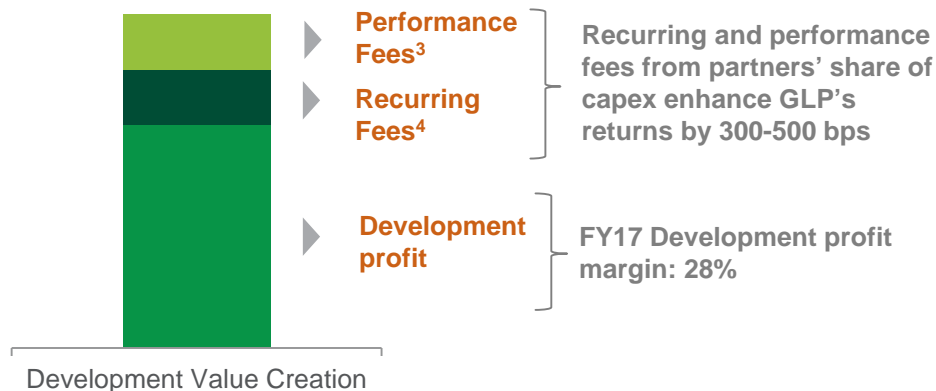 Performance
Fees³
Recurring and performance
fees from partners’ share of
capex enhance GLP’s
returns by 300-500 bps
Recurring
Fees⁴
Development
profit
FY17 Development profit
margin: 28%
Development Value Creation